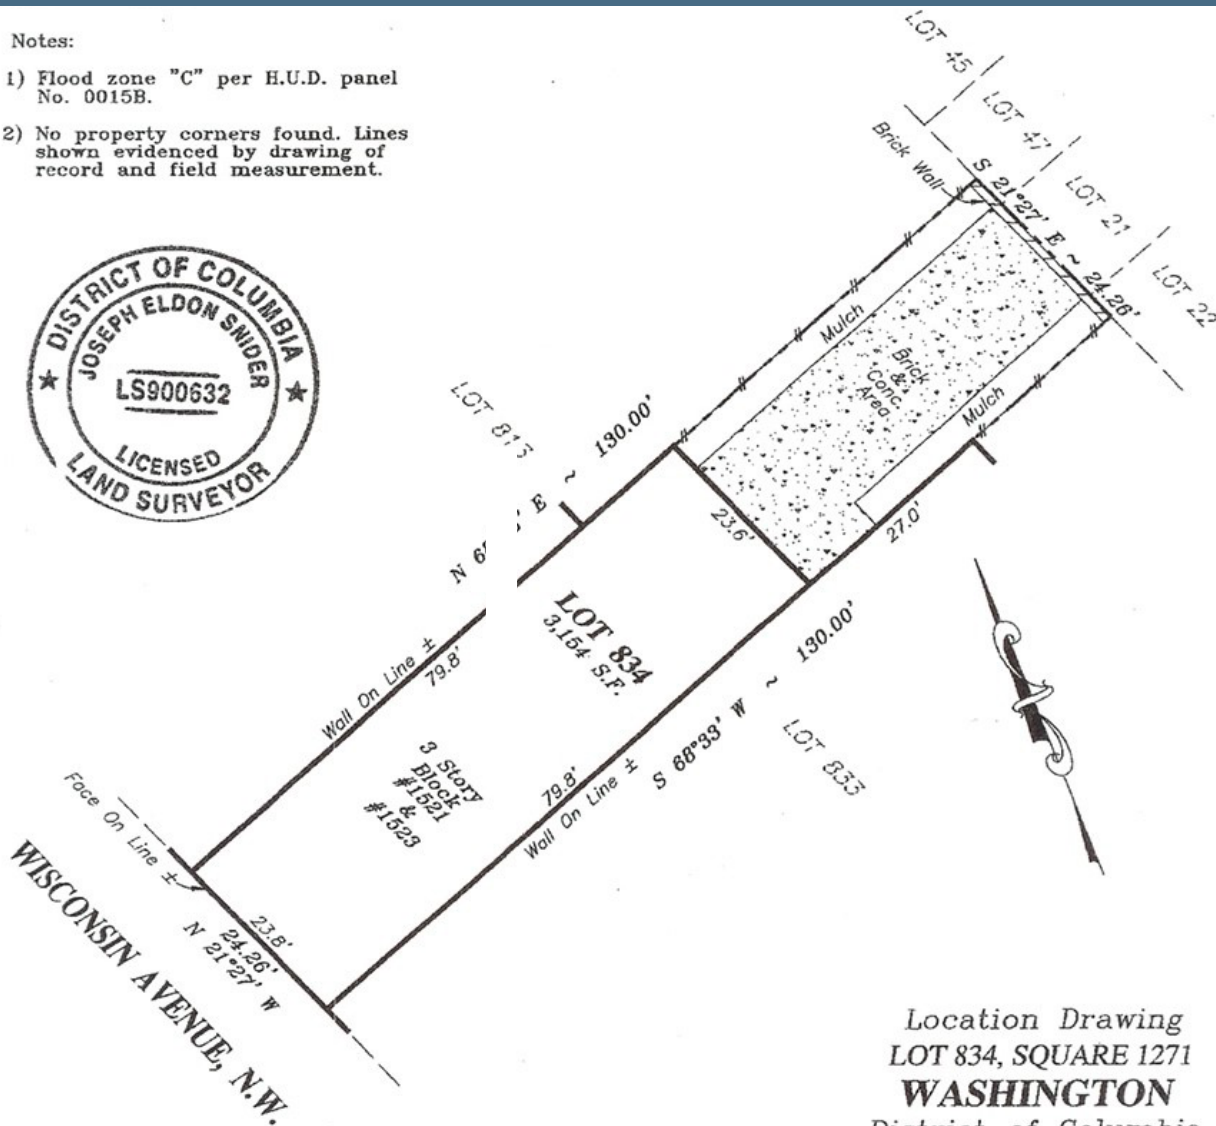 Notes:
1) Flood zone "C" per H.U.D. panel
No. 0015B.
2) No property corners found. Lines
shown evidenced by drawing of
record and field measurement.
DISTRICT OF COLUMBIA
JOSEPH ELDON SNIDER
LS900632
LICENSED
LAND SURVEYOR
LOT 45
LOT 47
LOT 21
LOT 22
Brick Wall
S 21°27' E ~ 24.26'
Mulch
Brick
&
Conc.
Area
Mulch
LOT 813
N 6 ' E ~ 130.00'
23.6'
27.0'
LOT 834
3,154 S.F.
Wall On Line ±
79.8'
S 68°33' W ~ 130.00'
LOT 833
3 Story
Block
#1521
&
#1523
79.8'
Wall On Line ±
Face On Line ±
23.8'
24.26'
N 21°27' W
WISCONSIN AVENUE, N.W.
Location Drawing
LOT 834, SQUARE 1271
WASHINGTON
District of Columbia